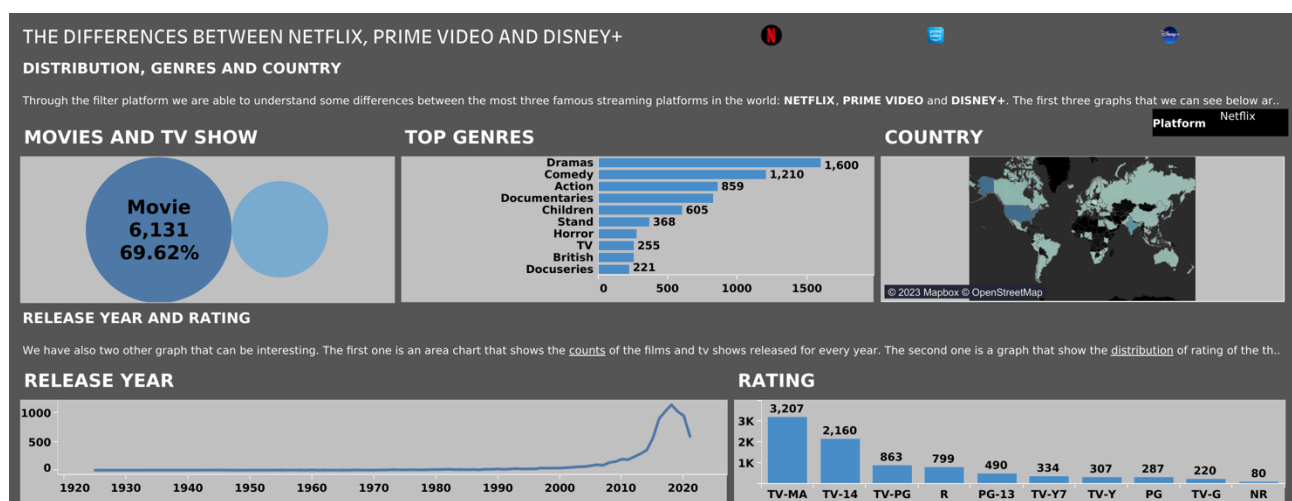 THE DIFFERENCES BETWEEN NETFLIX, PRIME VIDEO AND DISNEY+
N
prime video
Disney+
DISTRIBUTION, GENRES AND COUNTRY
Through the filter platform we are able to understand some differences between the most three famous streaming platforms in the world: NETFLIX, PRIME VIDEO and DISNEY+. The first three graphs that we can see below ar..
Platform Netflix
MOVIES AND TV SHOW
Movie
6,131
69.62%
TOP GENRES
Dramas 1,600
Comedy 1,210
Action 859
Documentaries
Children 605
Stand 368
Horror
TV 255
British
Docuseries 221
0 500 1000 1500
COUNTRY
© 2023 Mapbox © OpenStreetMap
RELEASE YEAR AND RATING
We have also two other graph that can be interesting. The first one is an area chart that shows the counts of the films and tv shows released for every year. The second one is a graph that show the distribution of rating of the th..
RELEASE YEAR
1000
500
0
1920 1930 1940 1950 1960 1970 1980 1990 2000 2010 2020
RATING
3K
2K
1K
3,207 2,160 863 799 490 334 307 287 220 80
TV-MA TV-14 TV-PG R PG-13 TV-Y7 TV-Y PG TV-G NR